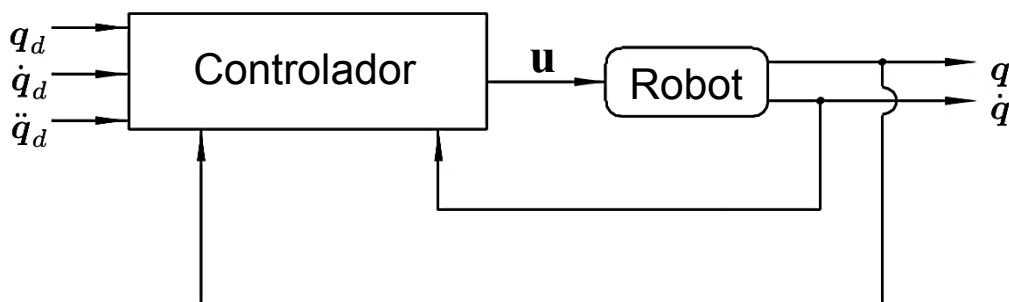 q_d
q̇_d
q̈_d
Controlador
u
Robot
q
q̇